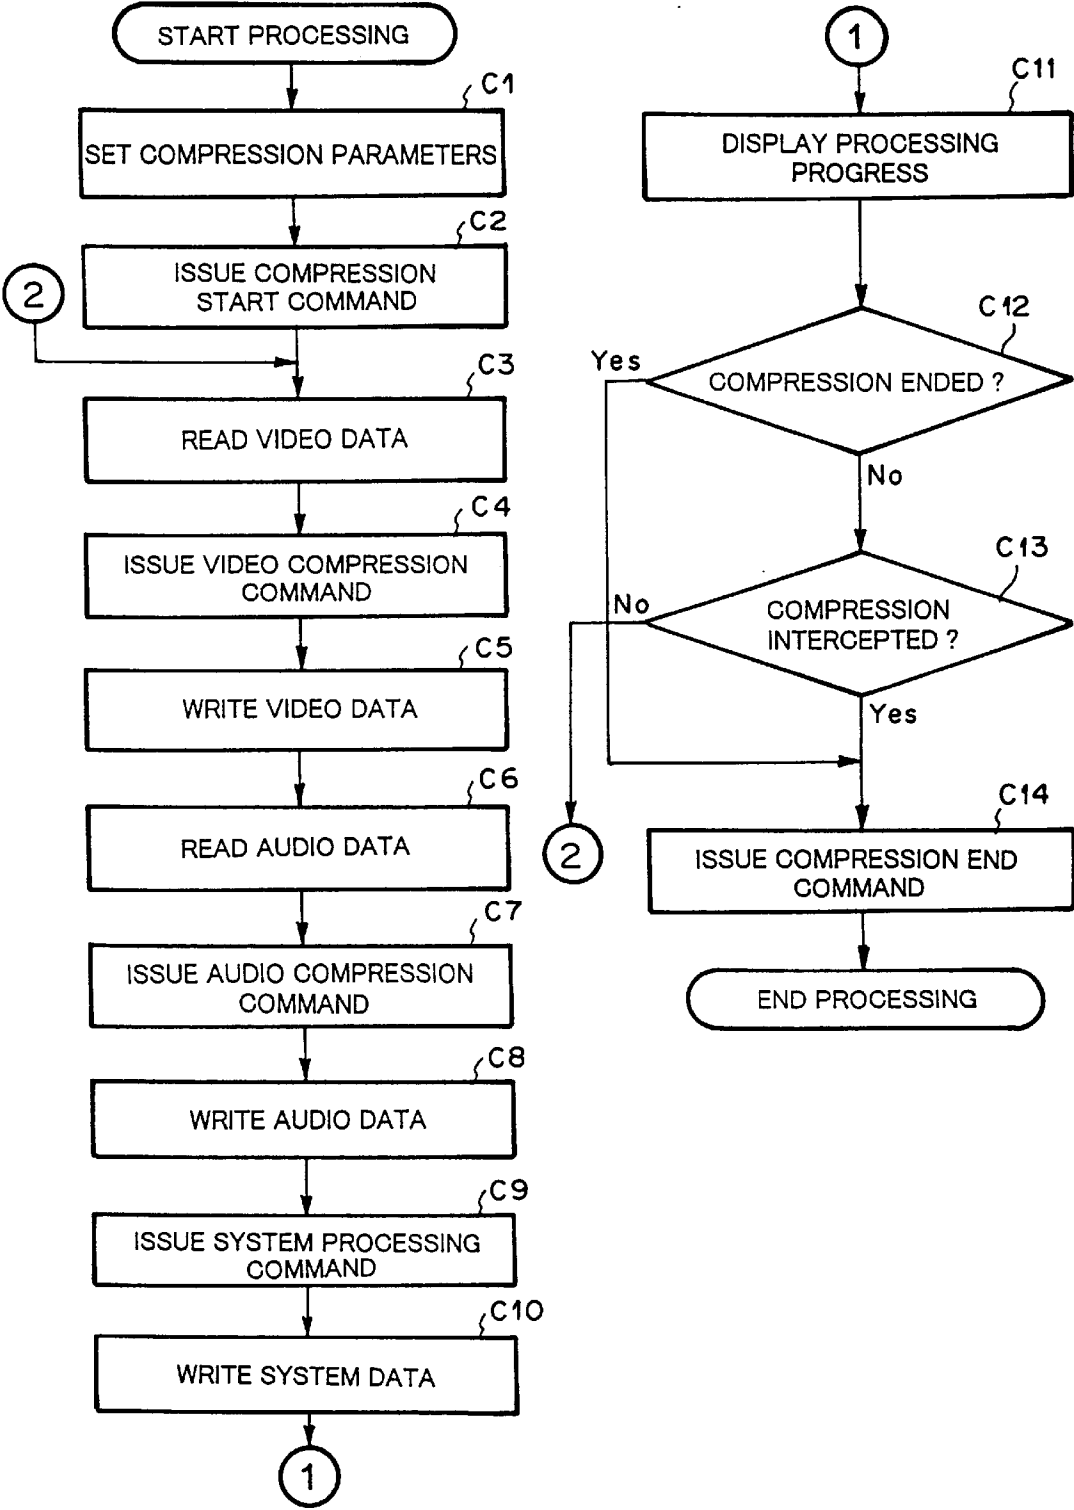 START PROCESSING
C1
SET COMPRESSION PARAMETERS
C2
ISSUE COMPRESSION
START COMMAND
2
C3
READ VIDEO DATA
C4
ISSUE VIDEO COMPRESSION
COMMAND
C5
WRITE VIDEO DATA
C6
READ AUDIO DATA
C7
ISSUE AUDIO COMPRESSION
COMMAND
C8
WRITE AUDIO DATA
C9
ISSUE SYSTEM PROCESSING
COMMAND
C10
WRITE SYSTEM DATA
1
1
C11
DISPLAY PROCESSING
PROGRESS
C12
Yes
COMPRESSION ENDED ?
No
C13
No
COMPRESSION
INTERCEPTED ?
Yes
2
C14
ISSUE COMPRESSION END
COMMAND
END PROCESSING